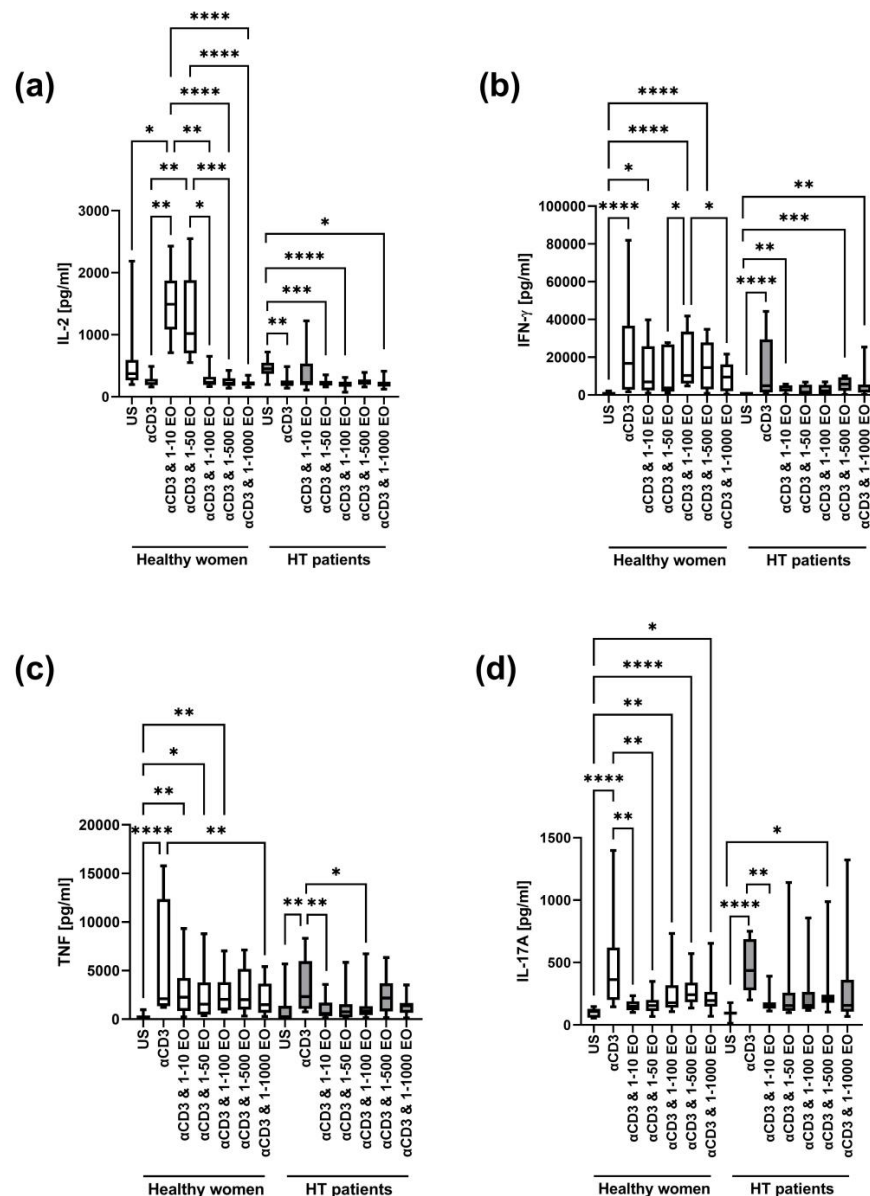 (a)
****
****
****
* **
** ***
** *
*
****
***
**
IL-2 [pg/ml]
3000
2000
1000
0
US
αCD3
αCD3 & 1-10 EO
αCD3 & 1-50 EO
αCD3 & 1-100 EO
αCD3 & 1-500 EO
αCD3 & 1-1000 EO
US
αCD3
αCD3 & 1-10 EO
αCD3 & 1-50 EO
αCD3 & 1-100 EO
αCD3 & 1-500 EO
αCD3 & 1-1000 EO
Healthy women
HT patients
(b)
****
****
*
****
* *
**
***
**
****
IFN-γ [pg/ml]
100000
80000
60000
40000
20000
0
US
αCD3
αCD3 & 1-10 EO
αCD3 & 1-50 EO
αCD3 & 1-100 EO
αCD3 & 1-500 EO
αCD3 & 1-1000 EO
US
αCD3
αCD3 & 1-10 EO
αCD3 & 1-50 EO
αCD3 & 1-100 EO
αCD3 & 1-500 EO
αCD3 & 1-1000 EO
Healthy women
HT patients
(c)
**
*
**
**** **
*
** **
TNF [pg/ml]
20000
15000
10000
5000
0
US
αCD3
αCD3 & 1-10 EO
αCD3 & 1-50 EO
αCD3 & 1-100 EO
αCD3 & 1-500 EO
αCD3 & 1-1000 EO
US
αCD3
αCD3 & 1-10 EO
αCD3 & 1-50 EO
αCD3 & 1-100 EO
αCD3 & 1-500 EO
αCD3 & 1-1000 EO
Healthy women
HT patients
(d)
*
****
**
**
****
**
*
**
****
IL-17A [pg/ml]
1500
1000
500
0
US
αCD3
αCD3 & 1-10 EO
αCD3 & 1-50 EO
αCD3 & 1-100 EO
αCD3 & 1-500 EO
αCD3 & 1-1000 EO
US
αCD3
αCD3 & 1-10 EO
αCD3 & 1-50 EO
αCD3 & 1-100 EO
αCD3 & 1-500 EO
αCD3 & 1-1000 EO
Healthy women
HT patients